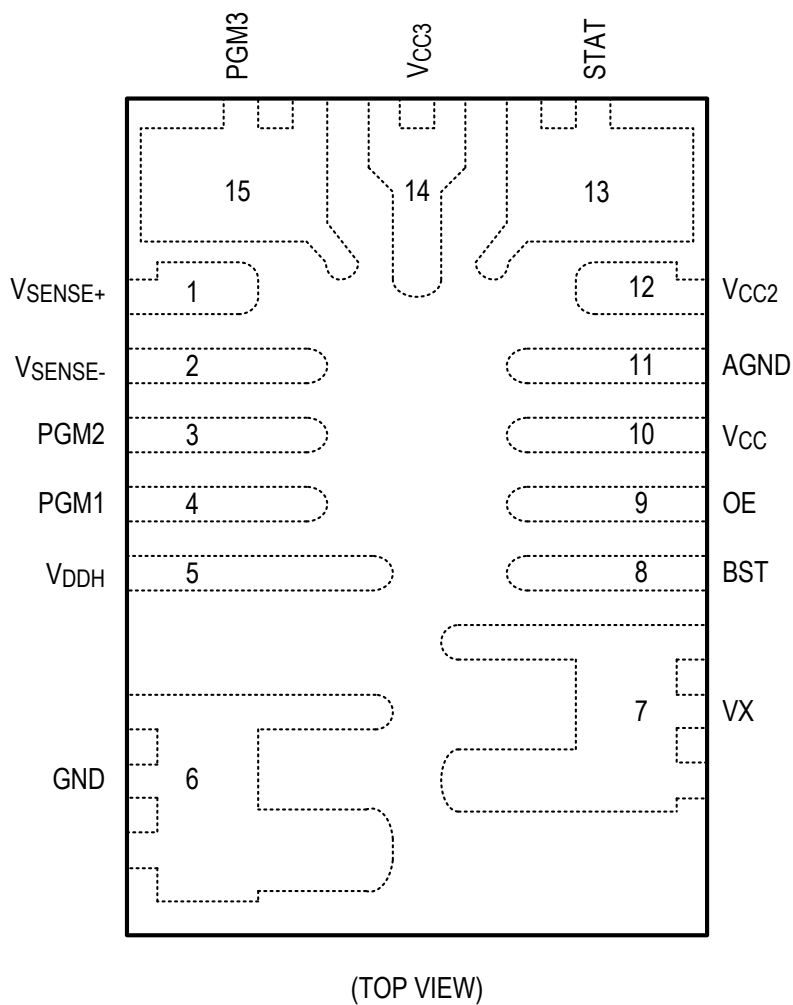 PGM3
VCC3
STAT
15
14
13
VSENSE+
1
12
VCC2
VSENSE-
2
11
AGND
PGM2
3
10
VCC
PGM1
4
9
OE
VDDH
5
8
BST
7
VX
GND
6
(TOP VIEW)